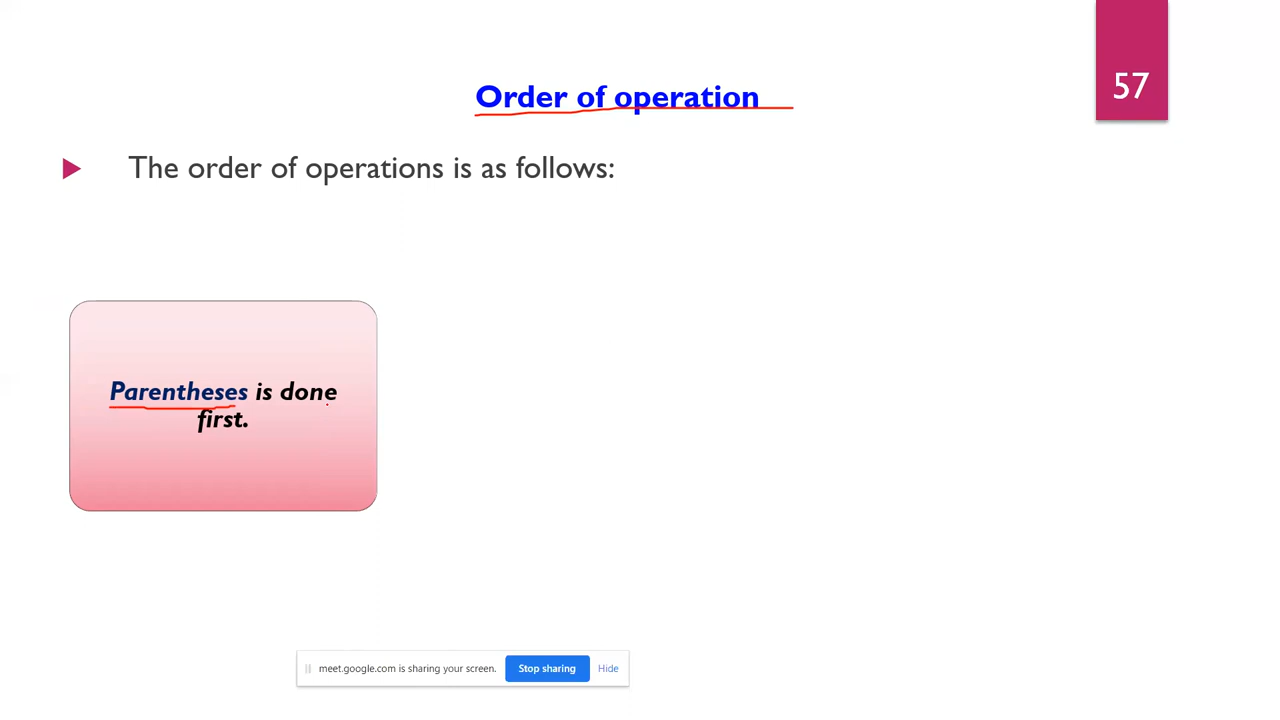 57
Order of operation
The order of operations is as follows:
Parentheses is done
first.
meet.google.com is sharing your screen. Stop sharing Hide